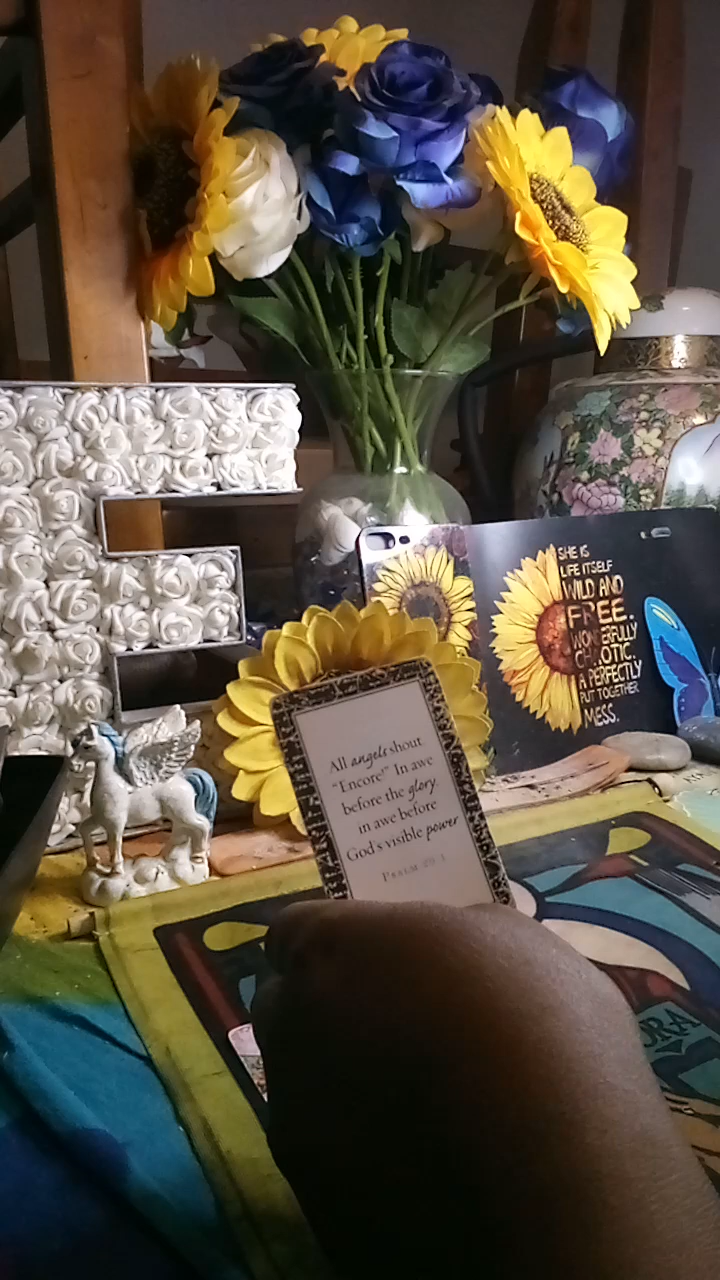 SHE IS
LIFE ITSELF
WILD AND
FREE.
WONDERFULLY
CHAOTIC.
A PERFECTLY
PUT TOGETHER
MESS.
All angels shout
"Encore!" In awe
before the glory,
in awe before
God's visible power